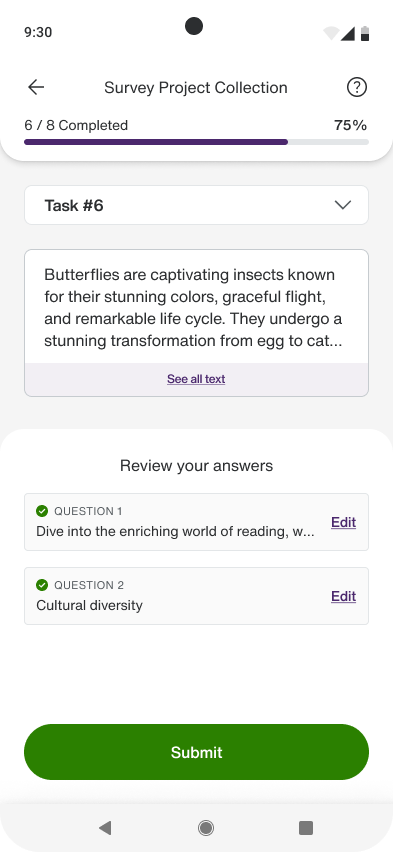 9:30
Survey Project Collection
6 / 8 Completed
75%
Task #6
Butterflies are captivating insects known
for their stunning colors, graceful flight,
and remarkable life cycle. They undergo a
stunning transformation from egg to cat...
See all text
Review your answers
QUESTION 1
Dive into the enriching world of reading, w...
Edit
QUESTION 2
Cultural diversity
Edit
Submit